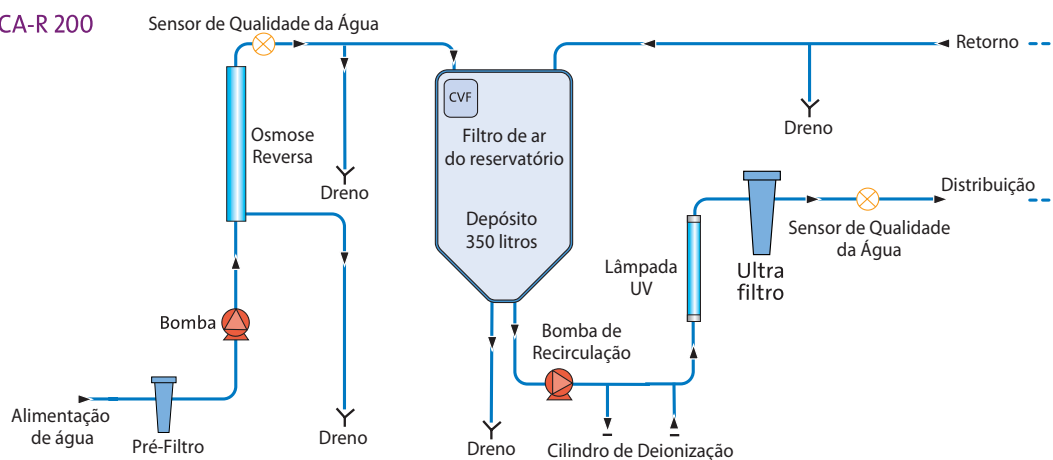 CA-R 200
Sensor de Qualidade da Água
Retorno
CVF
Filtro de ar
do reservatório
Osmose
Reversa
Dreno
Dreno
Distribuição
Depósito
350 litros
Sensor de Qualidade
da Água
Lâmpada
UV
Ultra
filtro
Bomba
Bomba de
Recirculação
Alimentação
de água
Pré-Filtro
Dreno
Dreno
Cilindro de Deionização